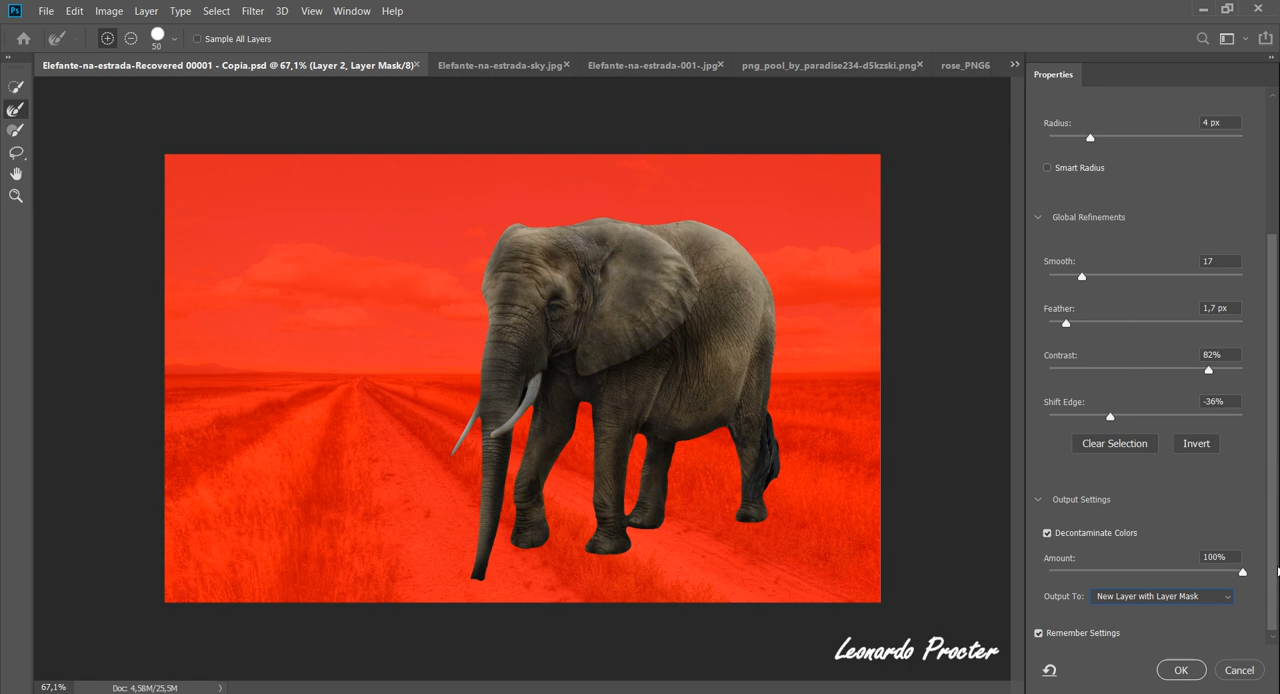 Ps File Edit Image Layer Type Select Filter 3D View Window Help
50 Sample All Layers
Elefante-na-estrada-Recovered 00001 - Copia.psd @ 67,1% (Layer 2, Layer Mask/8) Elefante-na-estrada-sky.jpg Elefante-na-estrada-001-.jpg png_pool_by_paradise234-d5kzski.png rose_PNG6
Properties
Radius: 4 px
Smart Radius
Global Refinements
Smooth: 17
Feather: 1,7 px
Contrast: 82%
Shift Edge: -36%
Clear Selection Invert
Output Settings
Decontaminate Colors
Amount: 100%
Output To: New Layer with Layer Mask
Remember Settings
Leonardo Procter
OK Cancel
67,1% Doc: 4,58M/25,5M